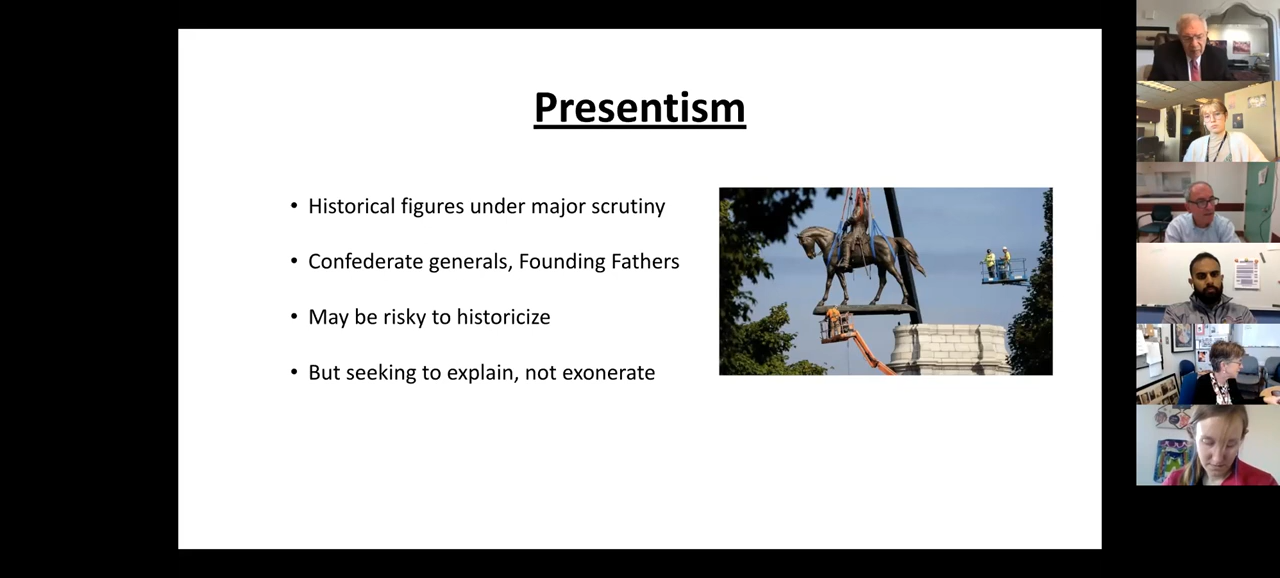 Presentism
• Historical figures under major scrutiny
• Confederate generals, Founding Fathers
• May be risky to historicize
• But seeking to explain, not exonerate